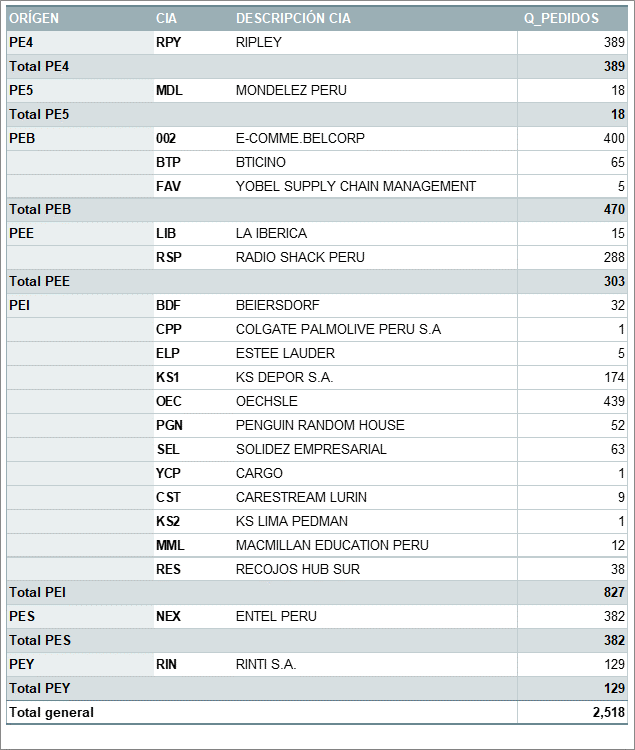 ORÍGEN CIA DESCRIPCIÓN CIA Q_PEDIDOS
PE4 RPY RIPLEY 389
Total PE4 389
PE5 MDL MONDELEZ PERU 18
Total PE5 18
PEB 002 E-COMME.BELCORP 400
BTP BTICINO 65
FAV YOBEL SUPPLY CHAIN MANAGEMENT 5
Total PEB 470
PEE LIB LA IBERICA 15
RSP RADIO SHACK PERU 288
Total PEE 303
PEI BDF BEIERSDORF 32
CPP COLGATE PALMOLIVE PERU S.A 1
ELP ESTEE LAUDER 5
KS1 KS DEPOR S.A. 174
OEC OECHSLE 439
PGN PENGUIN RANDOM HOUSE 52
SEL SOLIDEZ EMPRESARIAL 63
YCP CARGO 1
CST CARESTREAM LURIN 9
KS2 KS LIMA PEDMAN 1
MML MACMILLAN EDUCATION PERU 12
RES RECOJOS HUB SUR 38
Total PEI 827
PES NEX ENTEL PERU 382
Total PES 382
PEY RIN RINTI S.A. 129
Total PEY 129
Total general 2,518